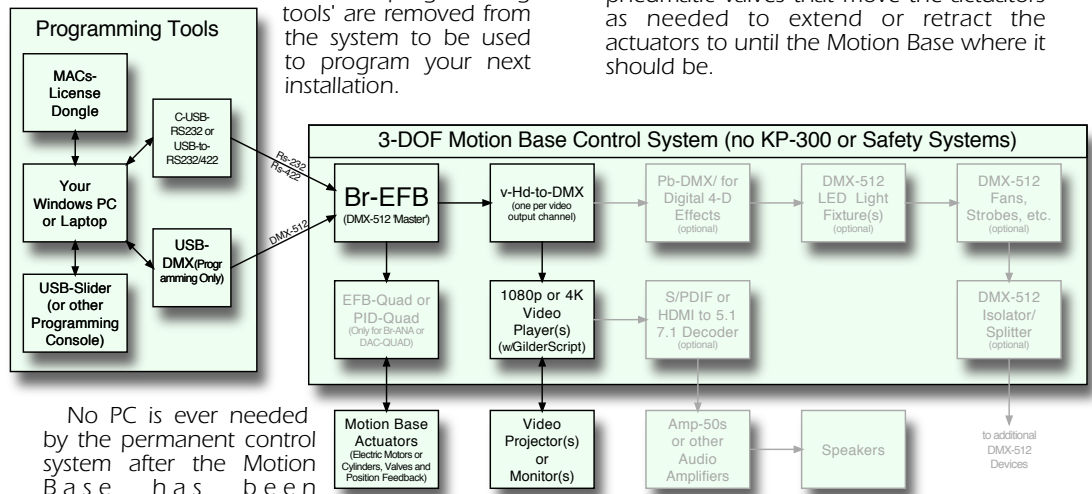 tools' are removed from
the system to be used
to program your next
installation.
as needed to extend or retract the
actuators to until the Motion Base where it
should be.
Programming Tools
MACs-
License
Dongle
C-USB-
RS232 or
USB-to-
RS232/422
Your
Windows PC
or Laptop
USB-
DMX(Progr
amming Only)
USB-Slider
(or other
Programming
Console)
Rs-232
Rs-422
DMX-512
3-DOF Motion Base Control System (no KP-300 or Safety Systems)
Br-EFB
(DMX-512 'Master')
v-Hd-to-DMX
(one per video
output channel)
Pb-DMX/ for
Digital 4-D
Effects
(optional)
DMX-512
LED Light
Fixture(s)
(optional)
DMX-512
Fans,
Strobes, etc.
(optional)
EFB-Quad or
PID-Quad
(Only for Br-ANA or
DAC-QUAD)
1080p or 4K
Video
Player(s)
(w/GilderScript)
S/PDIF or
HDMI to 5.1
7.1 Decoder
(optional)
DMX-512
Isolator/
Splitter
(optional)
Motion Base
Actuators
(Electric Motors or
Cylinders, Valves and
Position Feedback)
Video
Projector(s)
or
Monitor(s)
Amp-50s
or other
Audio
Amplifiers
Speakers
to additional
DMX-512
Devices
No PC is ever needed
by the permanent control
system after the Motion
Base has been